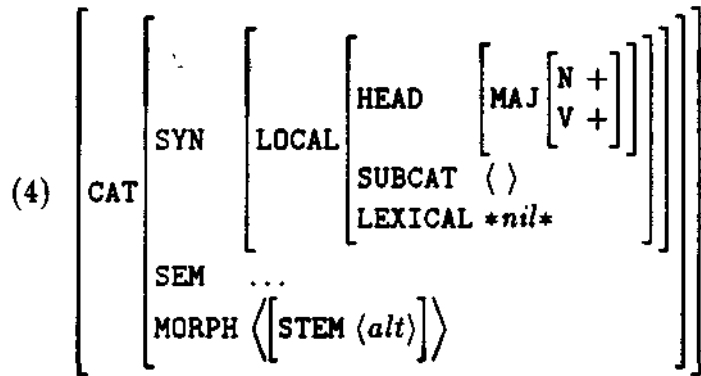 N +
HEAD MAJ
V +
SYN LOCAL
SUBCAT ⟨ ⟩
(4) CAT
LEXICAL *nil*
SEM ...
MORPH ⟨[STEM ⟨alt⟩]⟩